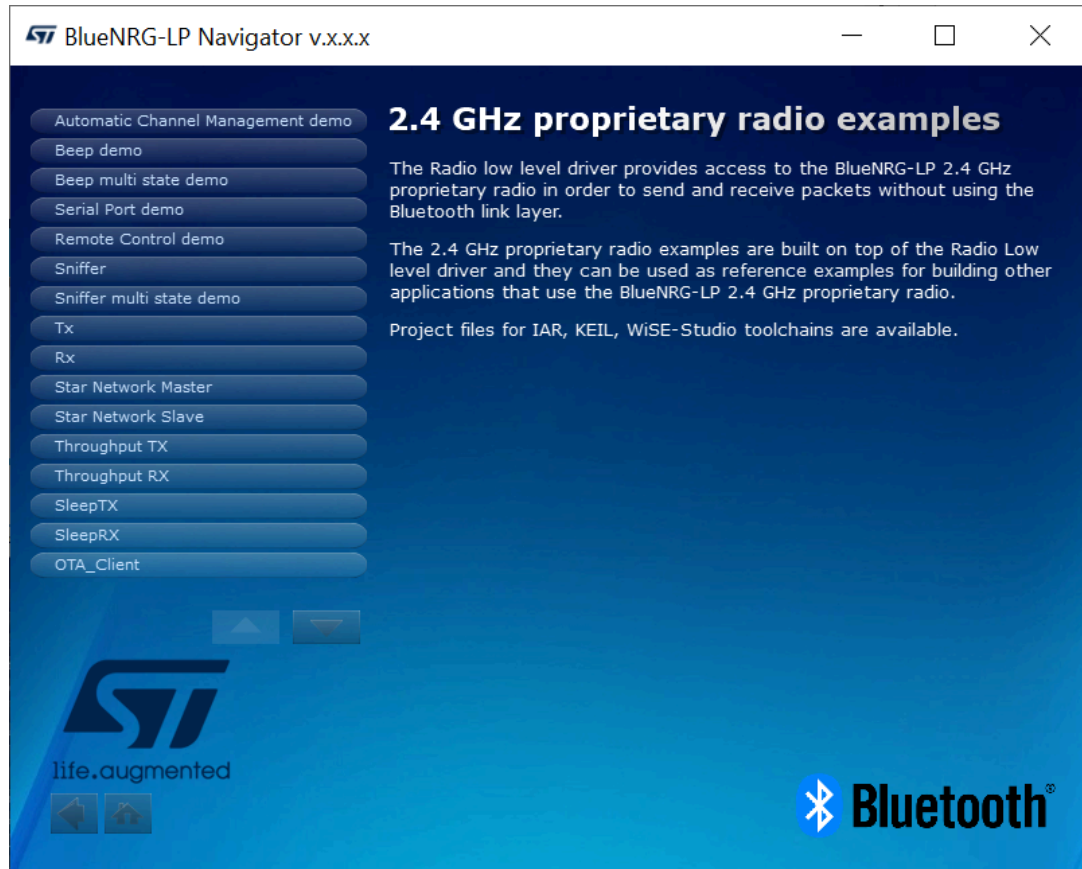 BlueNRG-LP Navigator v.x.x.x
Automatic Channel Management demo
Beep demo
Beep multi state demo
Serial Port demo
Remote Control demo
Sniffer
Sniffer multi state demo
Tx
Rx
Star Network Master
Star Network Slave
Throughput TX
Throughput RX
SleepTX
SleepRX
OTA_Client
2.4 GHz proprietary radio examples
The Radio low level driver provides access to the BlueNRG-LP 2.4 GHz
proprietary radio in order to send and receive packets without using the
Bluetooth link layer.
The 2.4 GHz proprietary radio examples are built on top of the Radio Low
level driver and they can be used as reference examples for building other
applications that use the BlueNRG-LP 2.4 GHz proprietary radio.
Project files for IAR, KEIL, WiSE-Studio toolchains are available.
ST
life.augmented
Bluetooth®